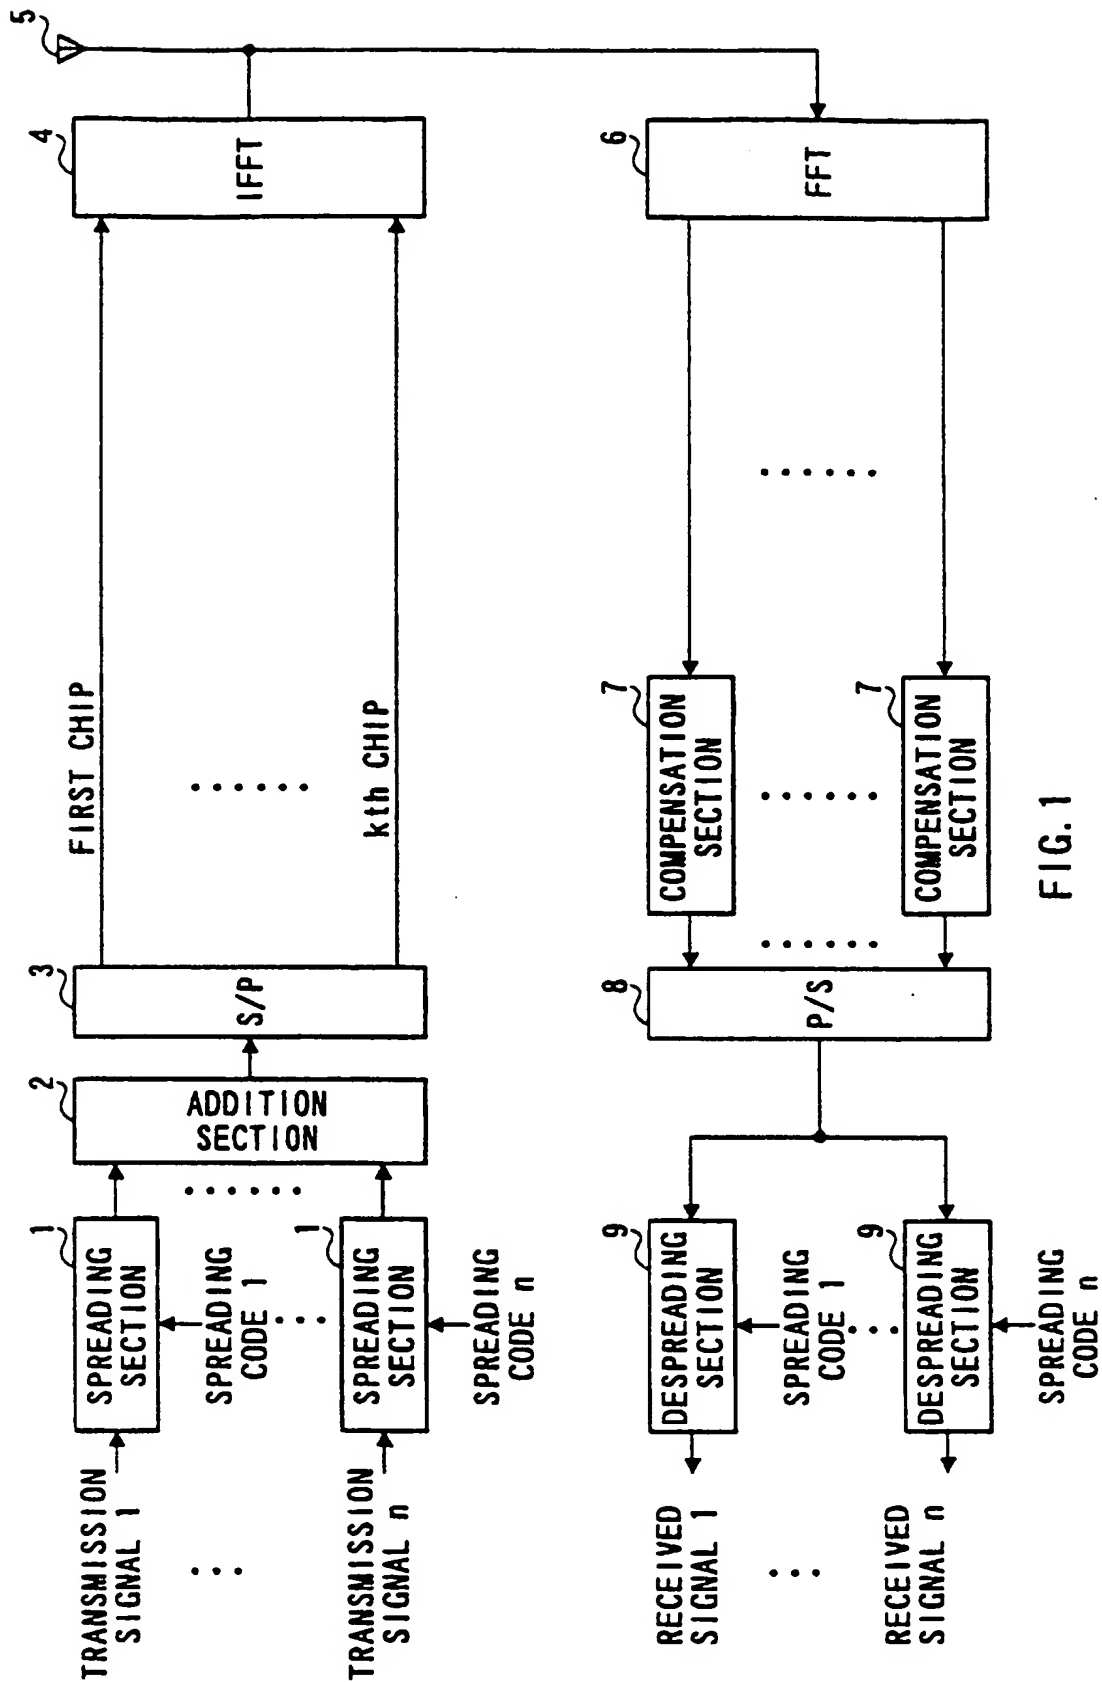 TRANSMISSION
SIGNAL 1
TRANSMISSION
SIGNAL n
1
SPREADING
SECTION
SPREADING
CODE 1
1
SPREADING
SECTION
SPREADING
CODE n
2
ADDITION
SECTION
3
S/P
FIRST CHIP
kth CHIP
4
IFFT
5
RECEIVED
SIGNAL 1
RECEIVED
SIGNAL n
9
DESPREADING
SECTION
SPREADING
CODE 1
9
DESPREADING
SECTION
SPREADING
CODE n
8
P/S
7
COMPENSATION
SECTION
7
COMPENSATION
SECTION
6
FFT
FIG. 1